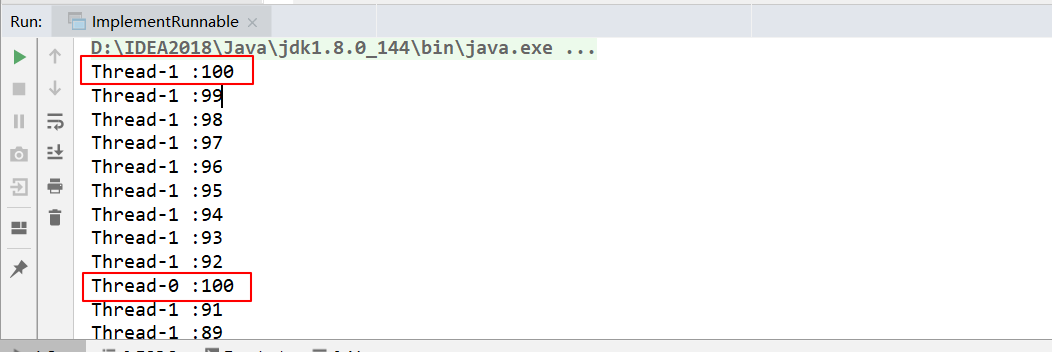 Run: ImplementRunnable ×
D:\IDEA2018\Java\jdk1.8.0_144\bin\java.exe ...
Thread-1 :100
Thread-1 :99
Thread-1 :98
Thread-1 :97
Thread-1 :96
Thread-1 :95
Thread-1 :94
Thread-1 :93
Thread-1 :92
Thread-0 :100
Thread-1 :91
Thread-1 :89